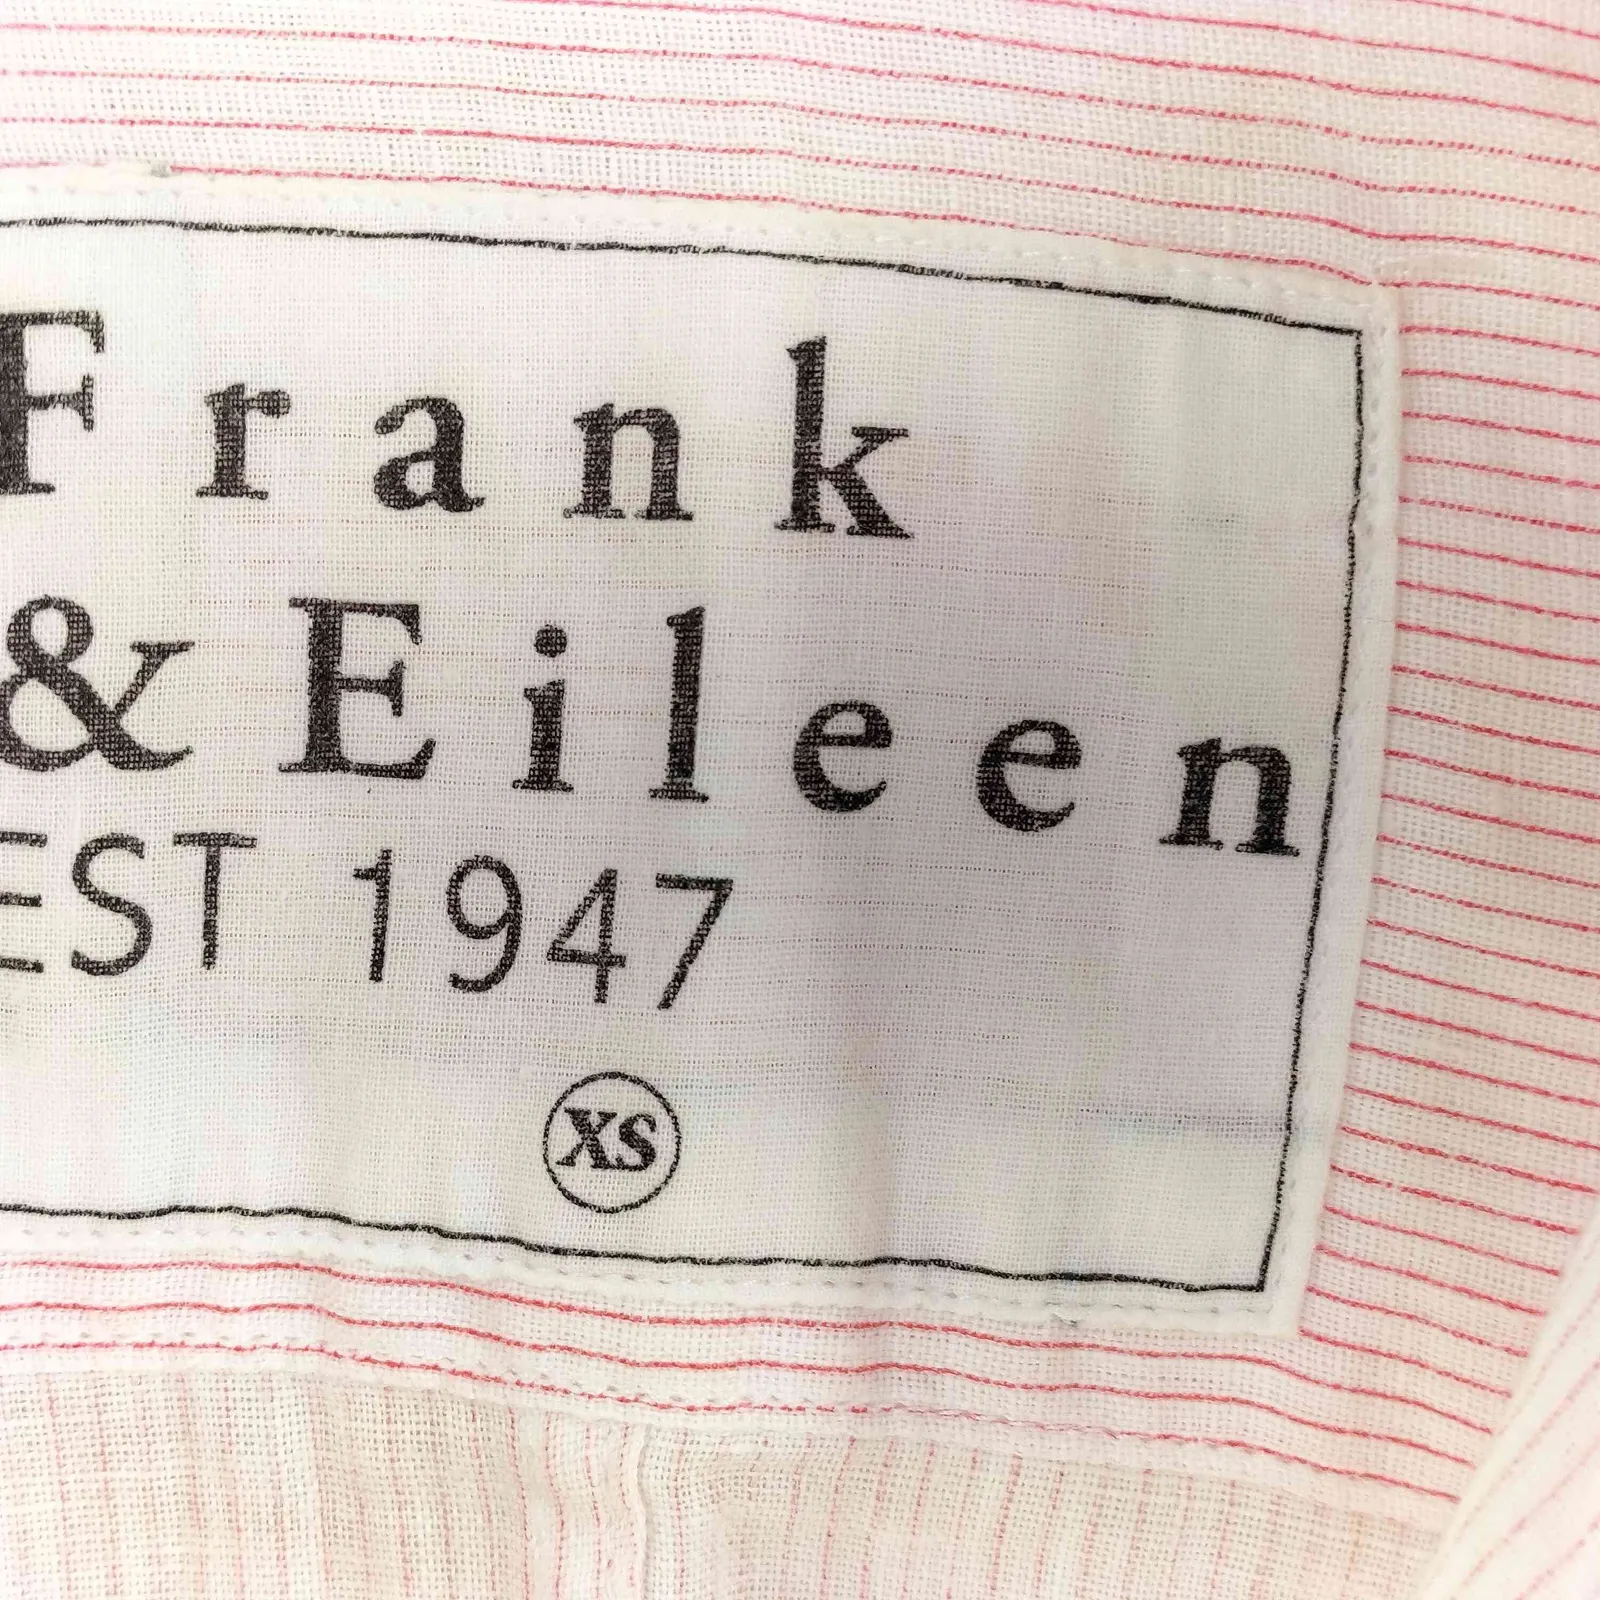 Frank
& Eileen
EST 1947
XS